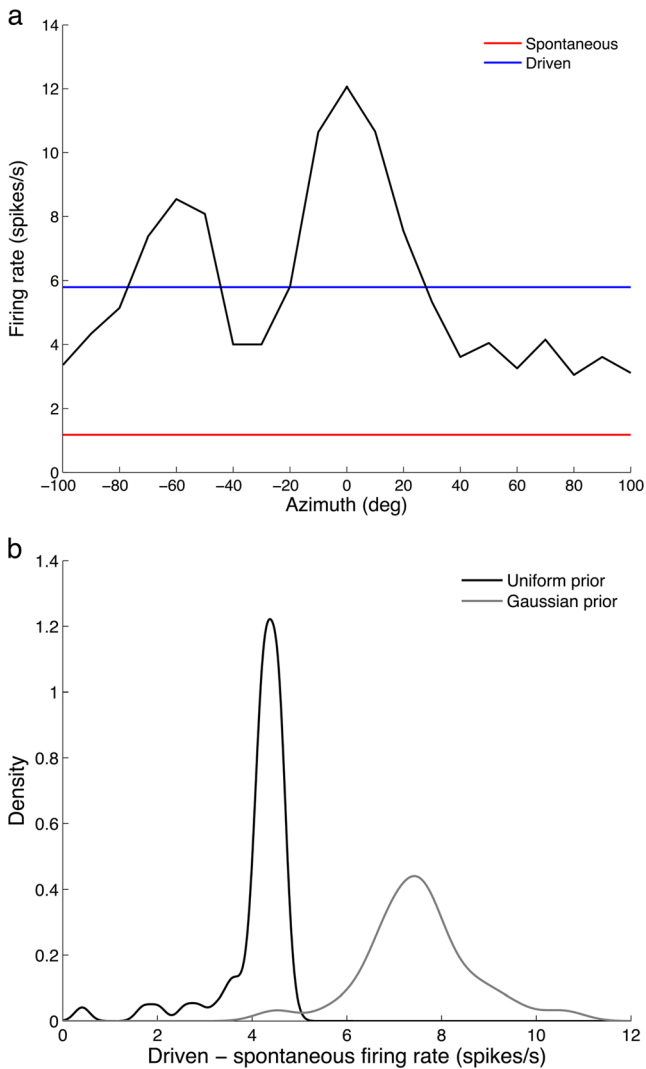 a
14
12
10
8
6
4
2
0
Firing rate (spikes/s)
Spontaneous
Driven
−100 −80 −60 −40 −20 0 20 40 60 80 100
Azimuth (deg)
b
1.4
1.2
1
0.8
0.6
0.4
0.2
0
Density
Uniform prior
Gaussian prior
0 2 4 6 8 10 12
Driven − spontaneous firing rate (spikes/s)